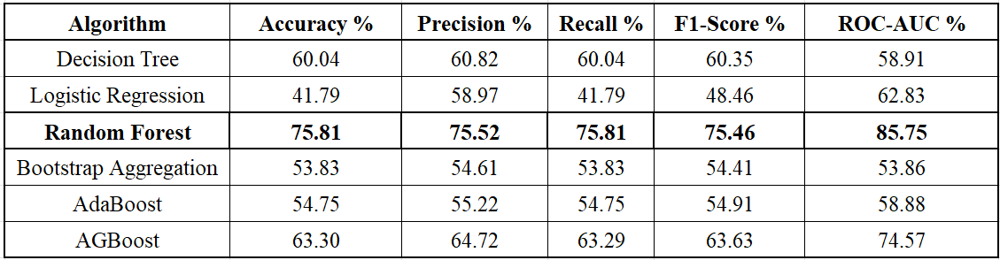 Algorithm Accuracy % Precision % Recall % F1-Score % ROC-AUC %
Decision Tree 60.04 60.82 60.04 60.35 58.91
Logistic Regression 41.79 58.97 41.79 48.46 62.83
Random Forest 75.81 75.52 75.81 75.46 85.75
Bootstrap Aggregation 53.83 54.61 53.83 54.41 53.86
AdaBoost 54.75 55.22 54.75 54.91 58.88
AGBoost 63.30 64.72 63.29 63.63 74.57